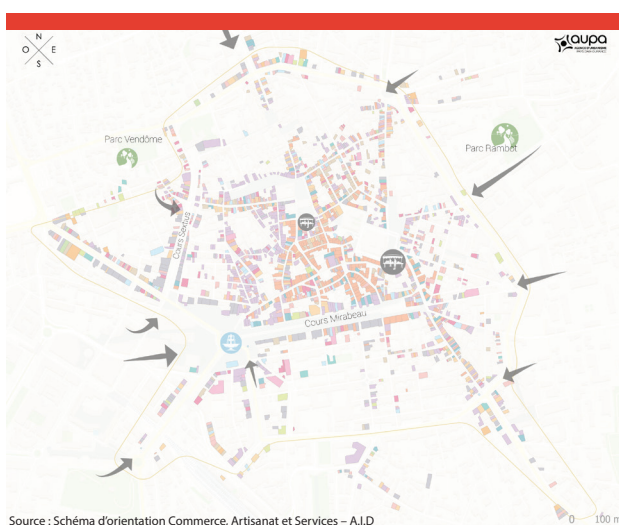 N
O E
S
aupa
Parc Vendôme
Parc Rambot
Cours Sextius
Cours Mirabeau
0 100 m
Source : Schéma d'orientation Commerce, Artisanat et Services – A.I.D